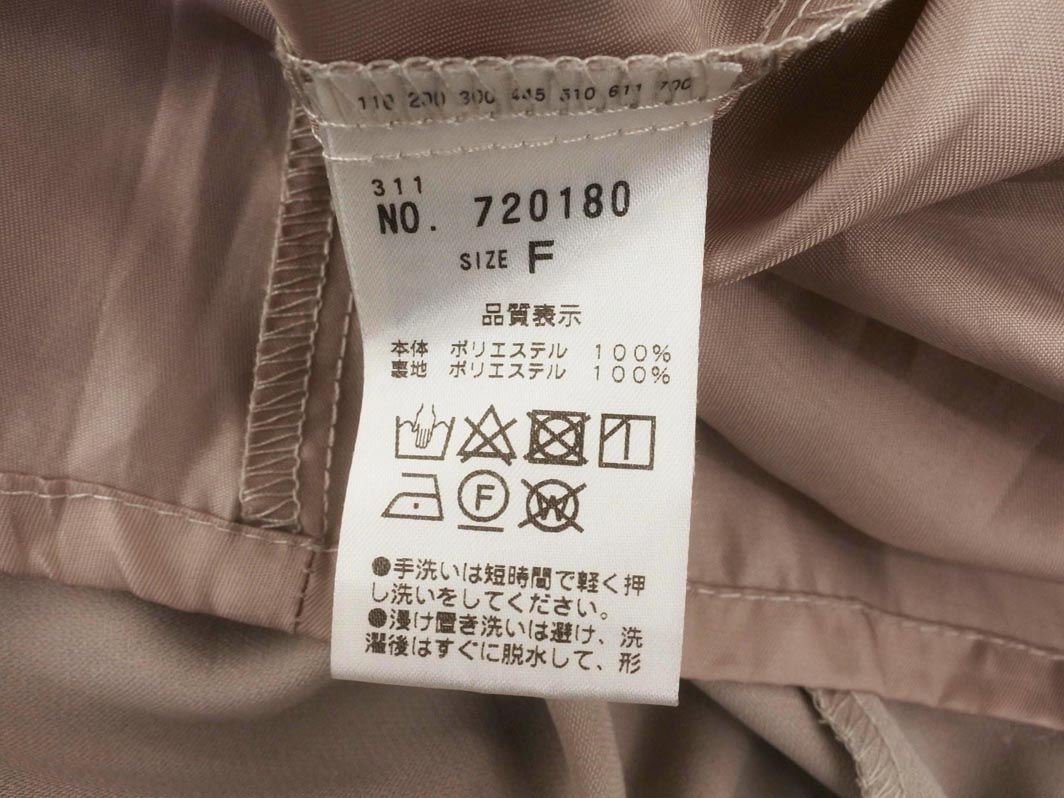 110 200 300 445 510 611 700
311
NO. 720180
SIZE F
品質表示
本体 ポリエステル 100%
裏地 ポリエステル 100%
F
W
●手洗いは短時間で軽く押
し洗いをしてください。
●浸け置き洗いは避け、洗
濯後はすぐに脱水して、形